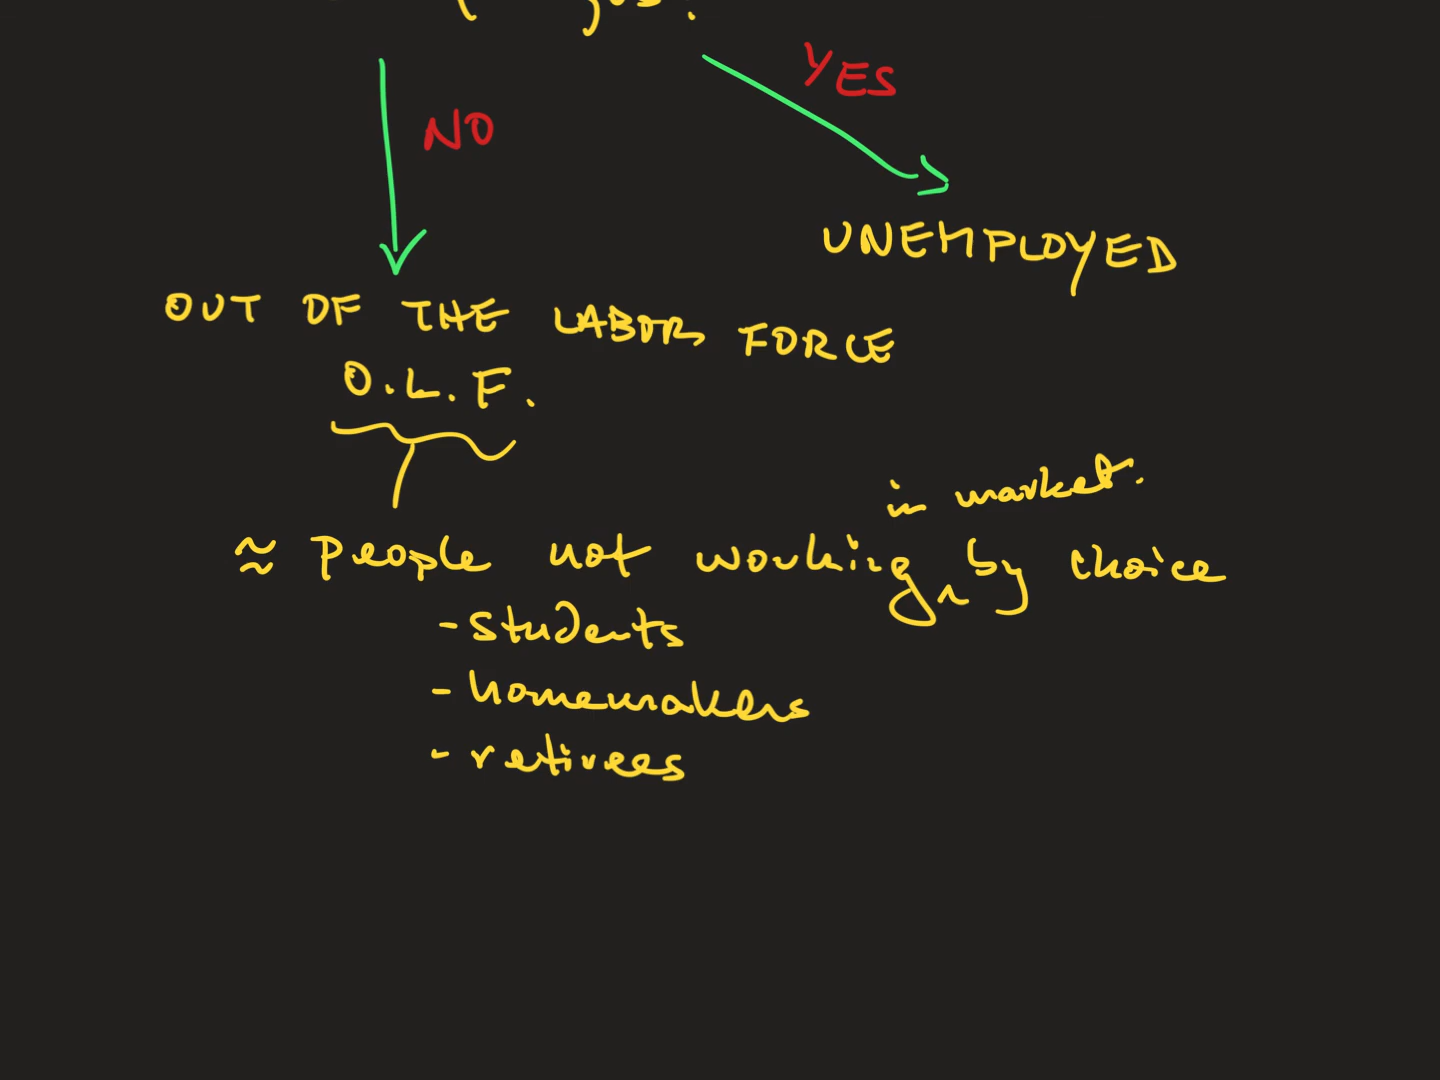 YES
NO
UNEMPLOYED
OUT OF THE LABOR FORCE
O.L.F.
in market.
≈ people not working ^ by choice
- students
- homemakers
- retirees